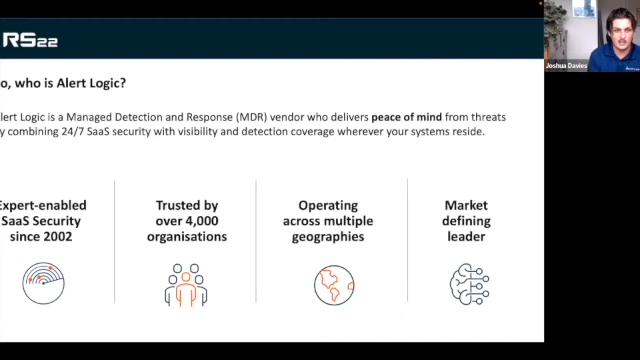 RS22
o, who is Alert Logic?
lert Logic is a Managed Detection and Response (MDR) vendor who delivers peace of mind from threats
y combining 24/7 SaaS security with visibility and detection coverage wherever your systems reside.
Expert-enabled
SaaS Security
since 2002
Trusted by
over 4,000
organisations
Operating
across multiple
geographies
Market
defining
leader
Joshua Davies